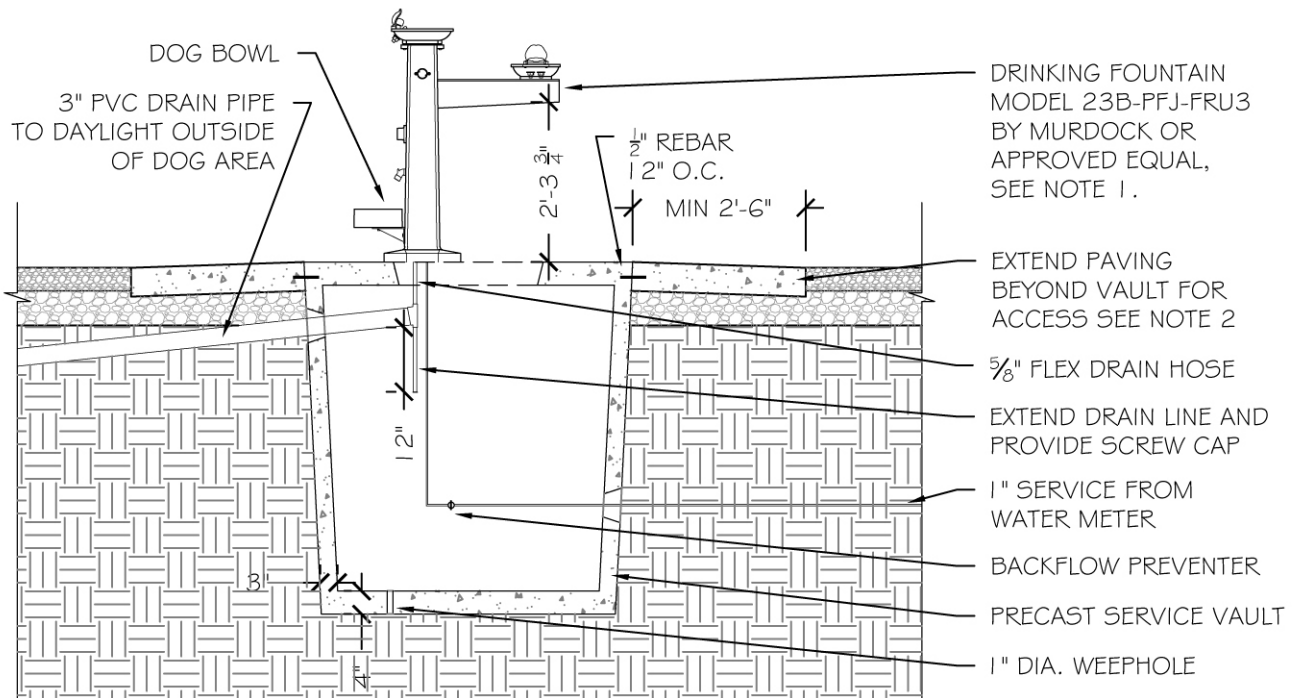 DOG BOWL
3" PVC DRAIN PIPE
TO DAYLIGHT OUTSIDE
OF DOG AREA
2'-3 3/4"
1/2" REBAR
12" O.C.
MIN 2'-6"
12"
3"
4"
DRINKING FOUNTAIN
MODEL 23B-PFJ-FRU3
BY MURDOCK OR
APPROVED EQUAL,
SEE NOTE 1.
EXTEND PAVING
BEYOND VAULT FOR
ACCESS SEE NOTE 2
5/8" FLEX DRAIN HOSE
EXTEND DRAIN LINE AND
PROVIDE SCREW CAP
1" SERVICE FROM
WATER METER
BACKFLOW PREVENTER
PRECAST SERVICE VAULT
1" DIA. WEEPHOLE